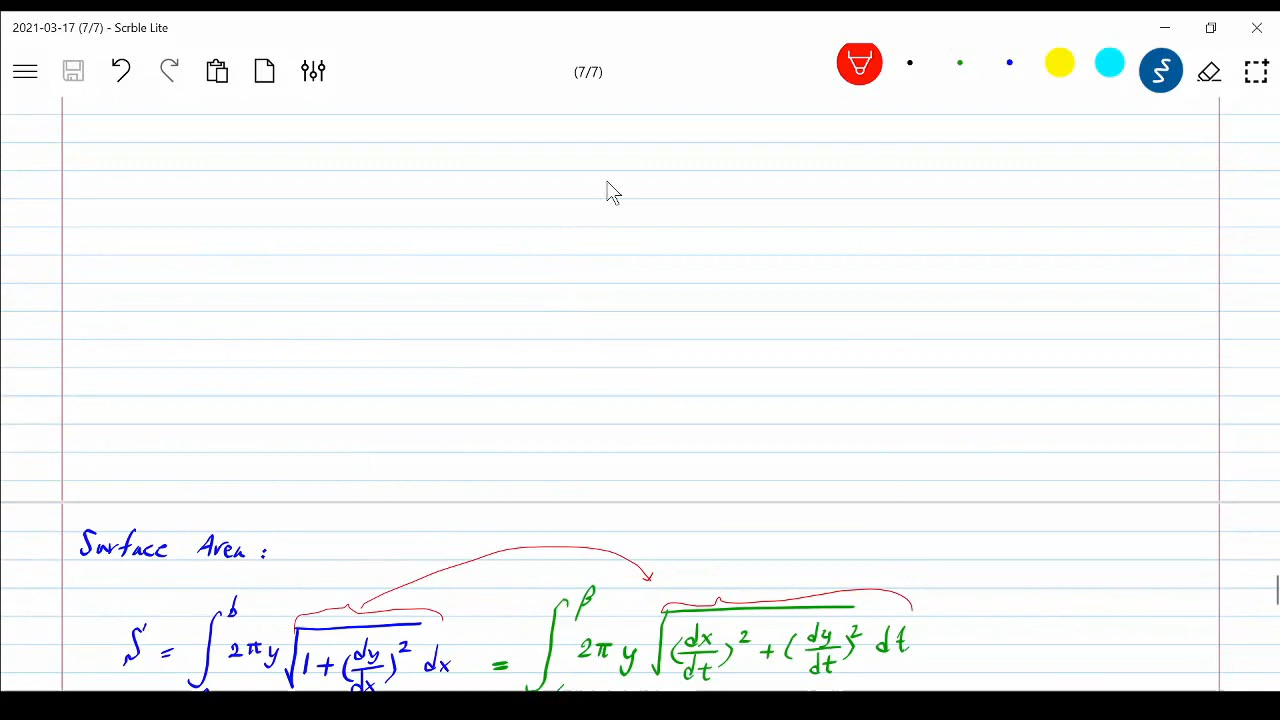 2021-03-17 (7/7) - Scrble Lite
(7/7)
Surface Area :
S = ∫ b 2πy √(1 + (dy/dx)²) dx = ∫ β 2πy √((dx/dt)² + (dy/dt)²) dt